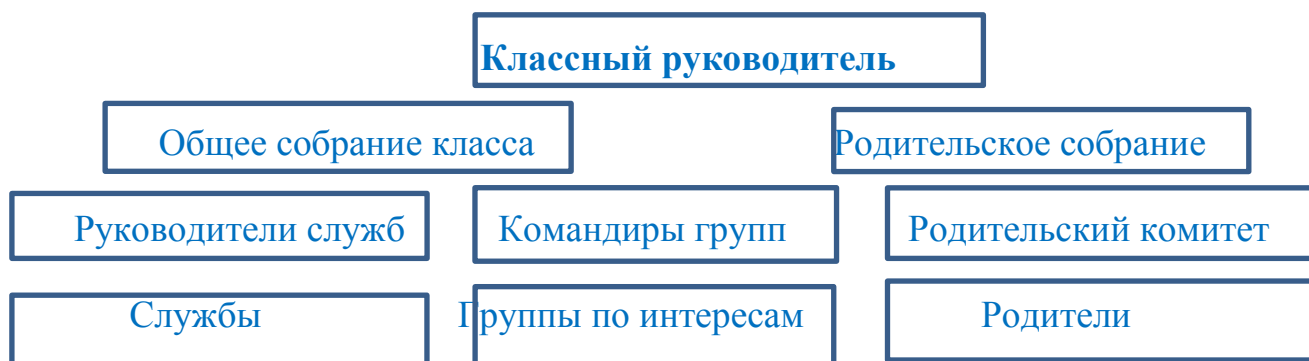 Классный руководитель
Общее собрание класса
Родительское собрание
Руководители служб
Командиры групп
Родительский комитет
Службы
Группы по интересам
Родители